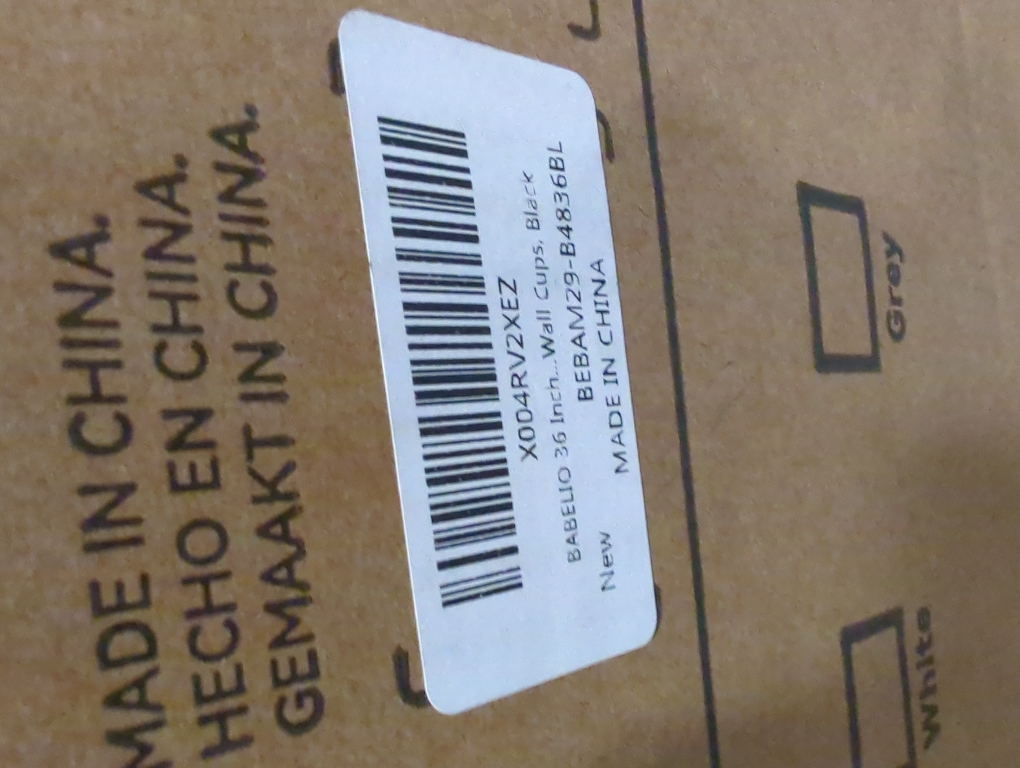 MADE IN CHINA.
HECHO EN CHINA.
GEMAAKT IN CHINA.
X004RV2XEZ
BABELIO 36 Inch...Wall Cups, Black
New BEBAM29-B4836BL
MADE IN CHINA
Grey
White